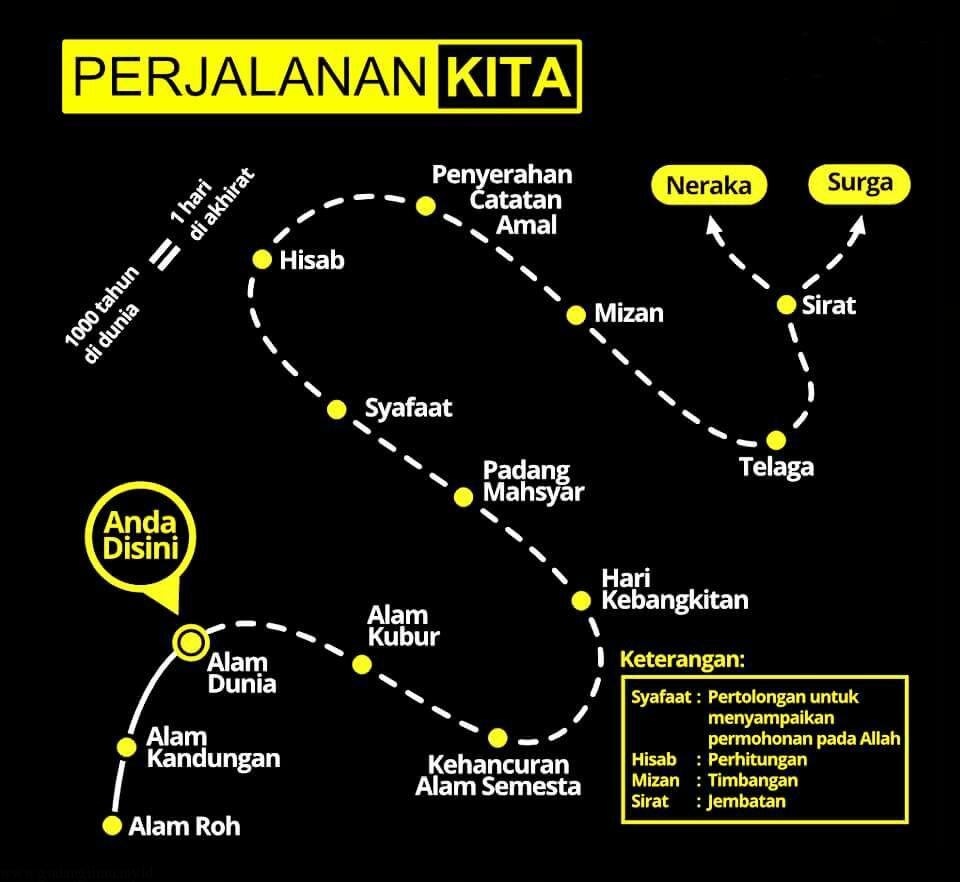 PERJALANAN KITA
1000 tahun
di dunia
=
1 hari
di akhirat
Penyerahan
Catatan
Amal
Neraka
Surga
Hisab
Mizan
Sirat
Syafaat
Telaga
Padang
Mahsyar
Anda
Disini
Hari
Kebangkitan
Alam
Kubur
Alam
Dunia
Alam
Kandungan
Kehancuran
Alam Semesta
Alam Roh
Keterangan:
Syafaat : Pertolongan untuk
menyampaikan
permohonan pada Allah
Hisab : Perhitungan
Mizan : Timbangan
Sirat : Jembatan